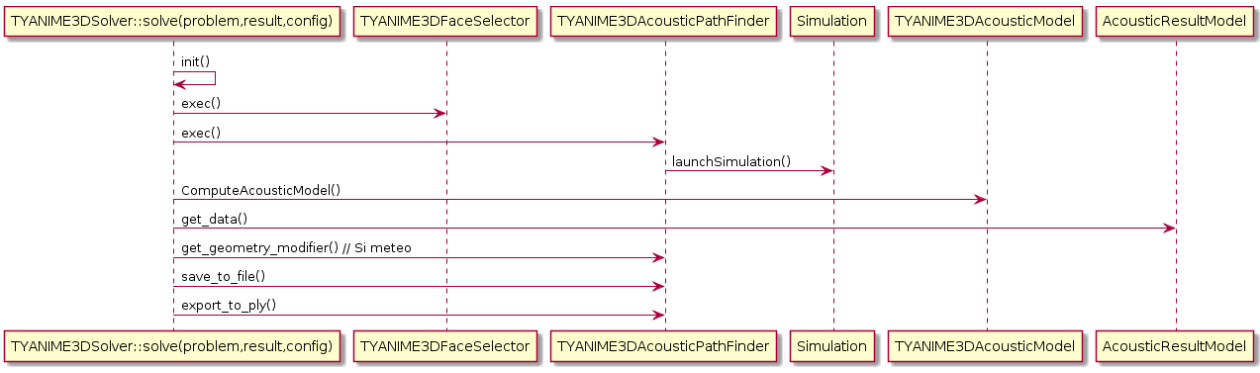 TYANIME3DSolver::solve(problem,result,config) TYANIME3DFaceSelector TYANIME3DAcousticPathFinder Simulation TYANIME3DAcousticModel AcousticResultModel
init()
exec()
exec()
launchSimulation()
ComputeAcousticModel()
get_data()
get_geometry_modifier() // Si meteo
save_to_file()
export_to_ply()
TYANIME3DSolver::solve(problem,result,config) TYANIME3DFaceSelector TYANIME3DAcousticPathFinder Simulation TYANIME3DAcousticModel AcousticResultModel